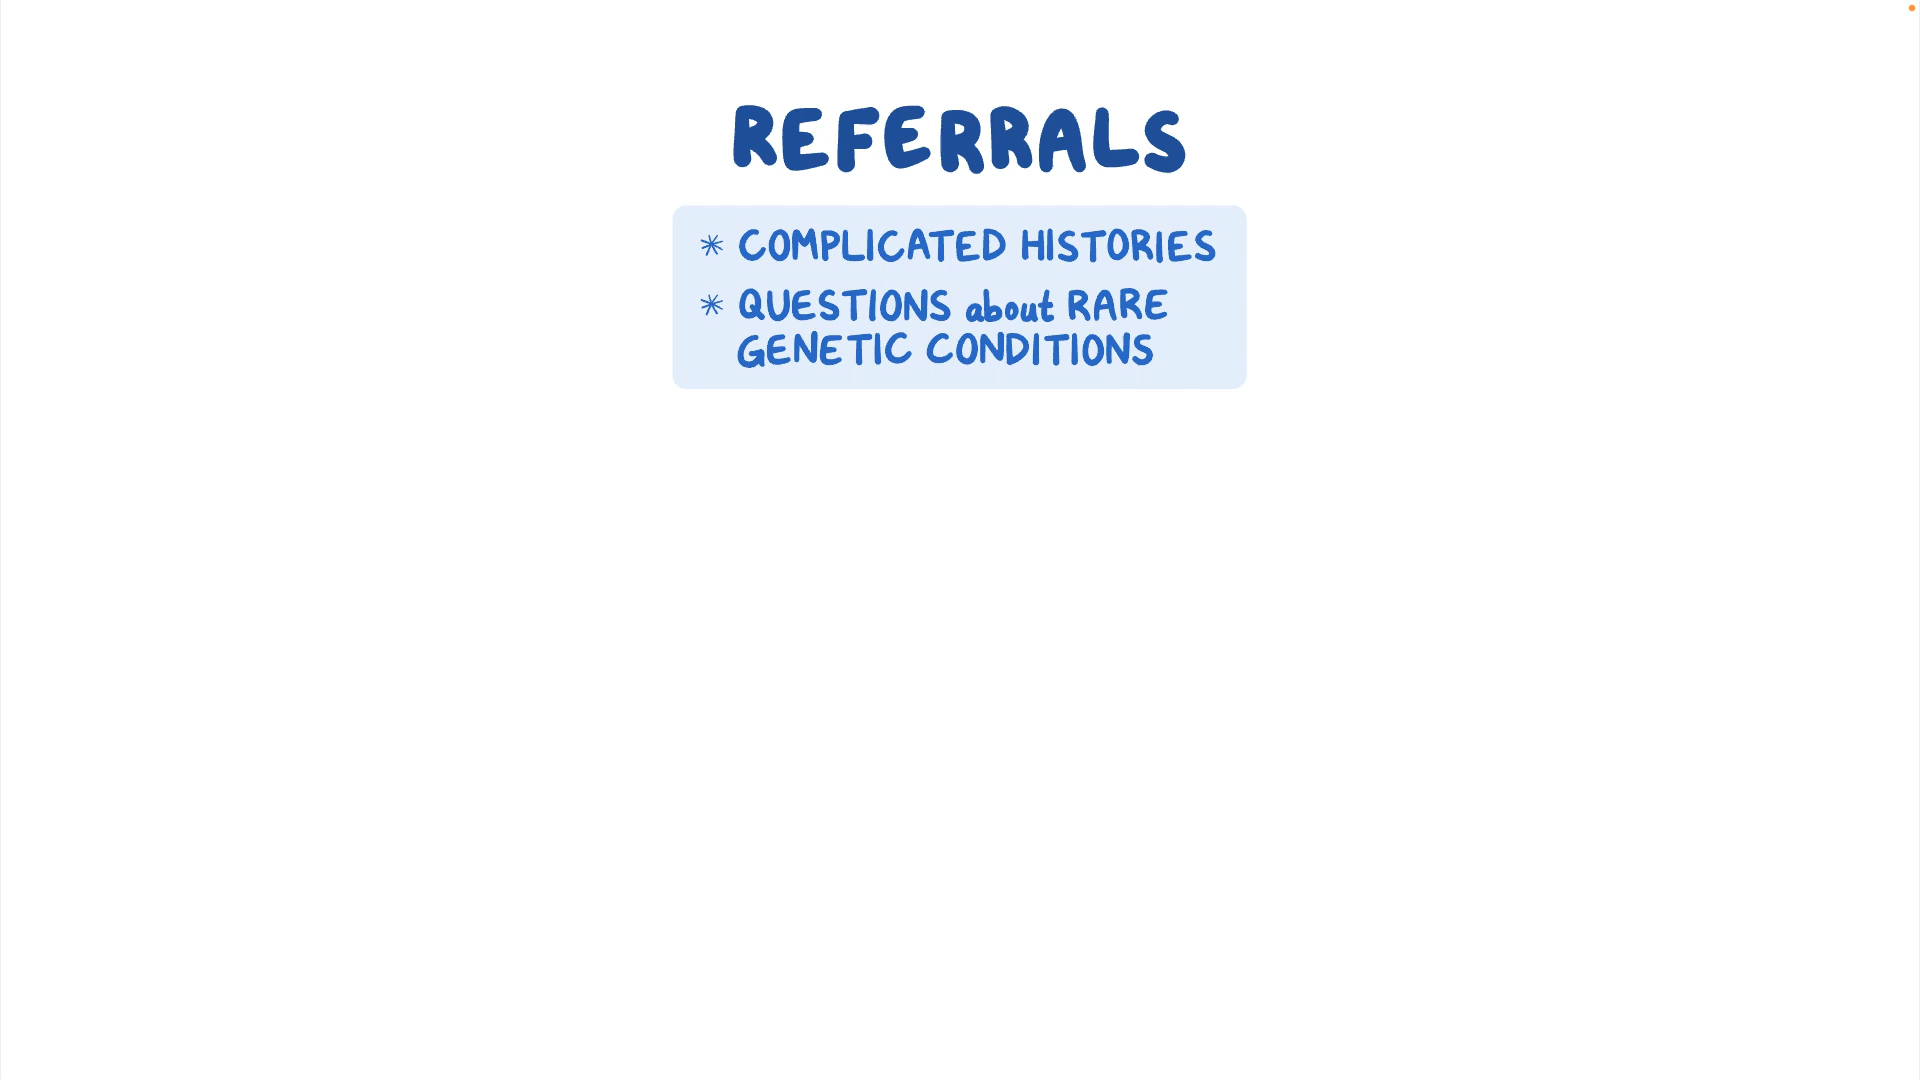 REFERRALS
* COMPLICATED HISTORIES
* QUESTIONS about RARE
GENETIC CONDITIONS